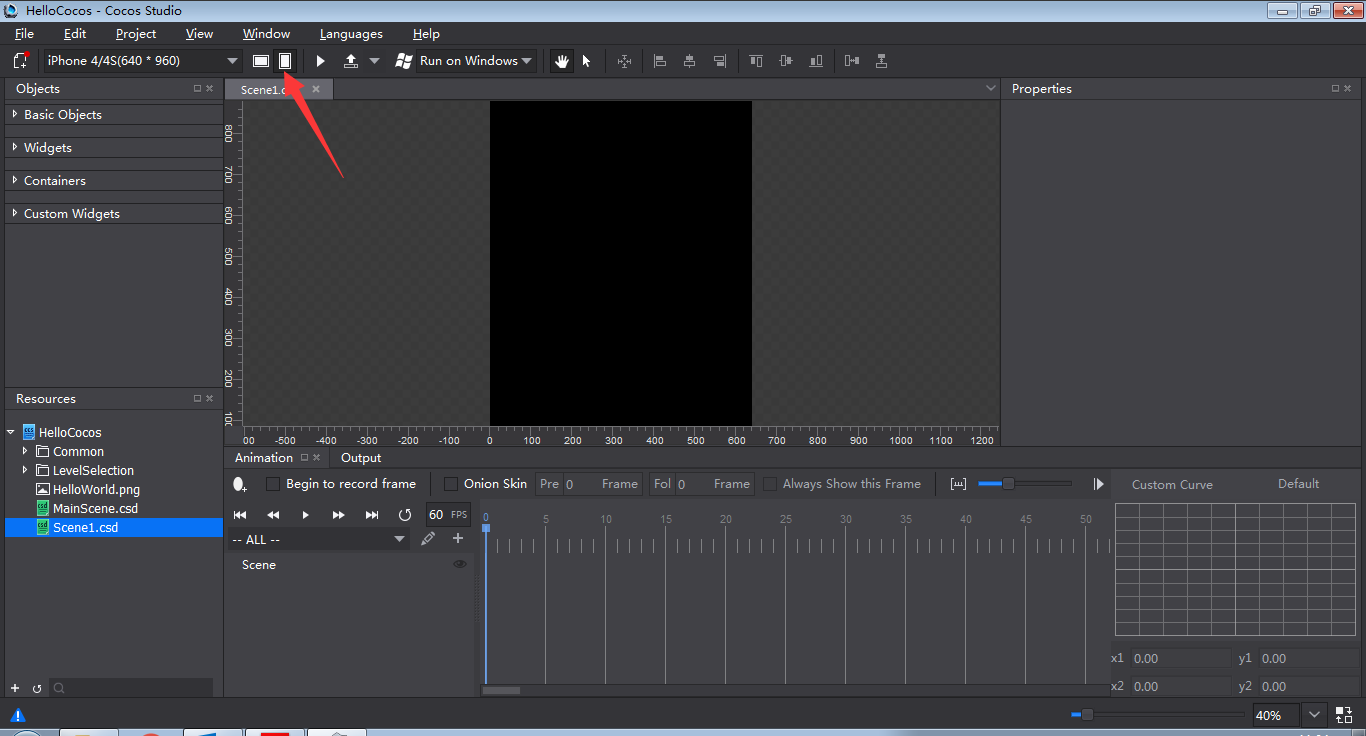 HelloCocos - Cocos Studio
File Edit Project View Window Languages Help
iPhone 4/4S(640 * 960) Run on Windows
Objects
Basic Objects
Widgets
Containers
Custom Widgets
Scene1.c
800
700
600
500
400
300
200
100
00 -500 -400 -300 -200 -100 0 100 200 300 400 500 600 700 800 900 1000 1100 1200
Properties
Resources
HelloCocos
Common
LevelSelection
HelloWorld.png
MainScene.csd
Scene1.csd
Animation Output
Begin to record frame Onion Skin Pre 0 Frame Fol 0 Frame Always Show this Frame
60 FPS
-- ALL --
Scene
0 5 10 15 20 25 30 35 40 45 50
Custom Curve Default
x1 0.00 y1 0.00
x2 0.00 y2 0.00
40%